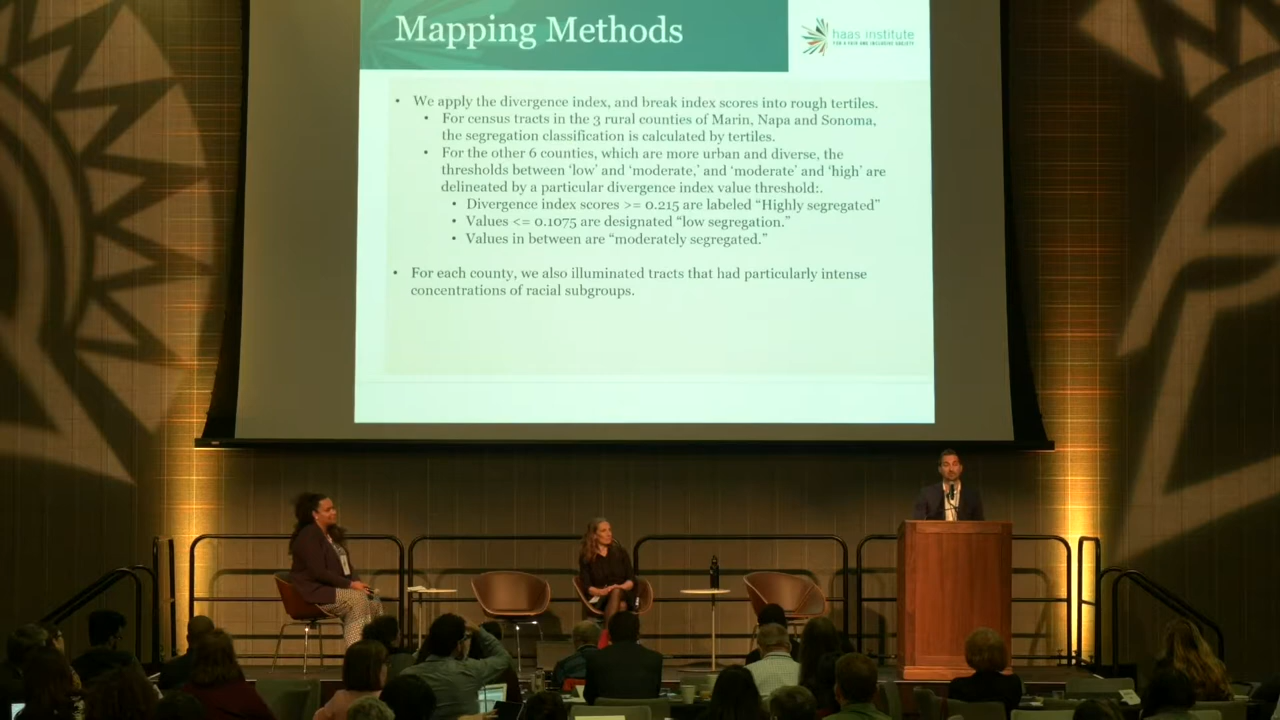 Mapping Methods
haas institute
FOR A FAIR AND INCLUSIVE SOCIETY
• We apply the divergence index, and break index scores into rough tertiles.
• For census tracts in the 3 rural counties of Marin, Napa and Sonoma,
the segregation classification is calculated by tertiles.
• For the other 6 counties, which are more urban and diverse, the
thresholds between ‘low’ and ‘moderate,’ and ‘moderate’ and ‘high’ are
delineated by a particular divergence index value threshold:.
• Divergence index scores >= 0.215 are labeled “Highly segregated”
• Values <= 0.1075 are designated “low segregation.”
• Values in between are “moderately segregated.”
• For each county, we also illuminated tracts that had particularly intense
concentrations of racial subgroups.